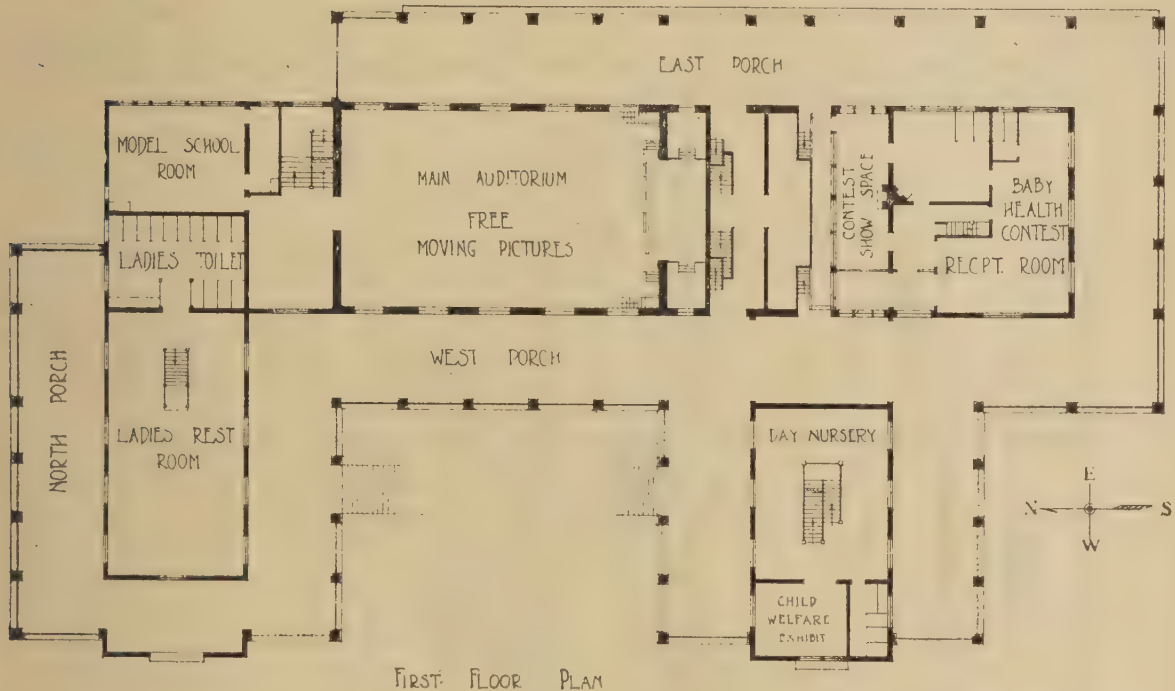 EAST PORCH
MODEL SCHOOL
ROOM
MAIN AUDITORIUM
FREE
MOVING PICTURES
CONTEST
SHOW SPACE
BABY
HEALTH
CONTEST
RECPT. ROOM
LADIES TOILET
WEST PORCH
NORTH PORCH
LADIES REST
ROOM
DAY NURSERY
CHILD
WELFARE
EXHIBIT
E
N S
W
FIRST FLOOR PLAN